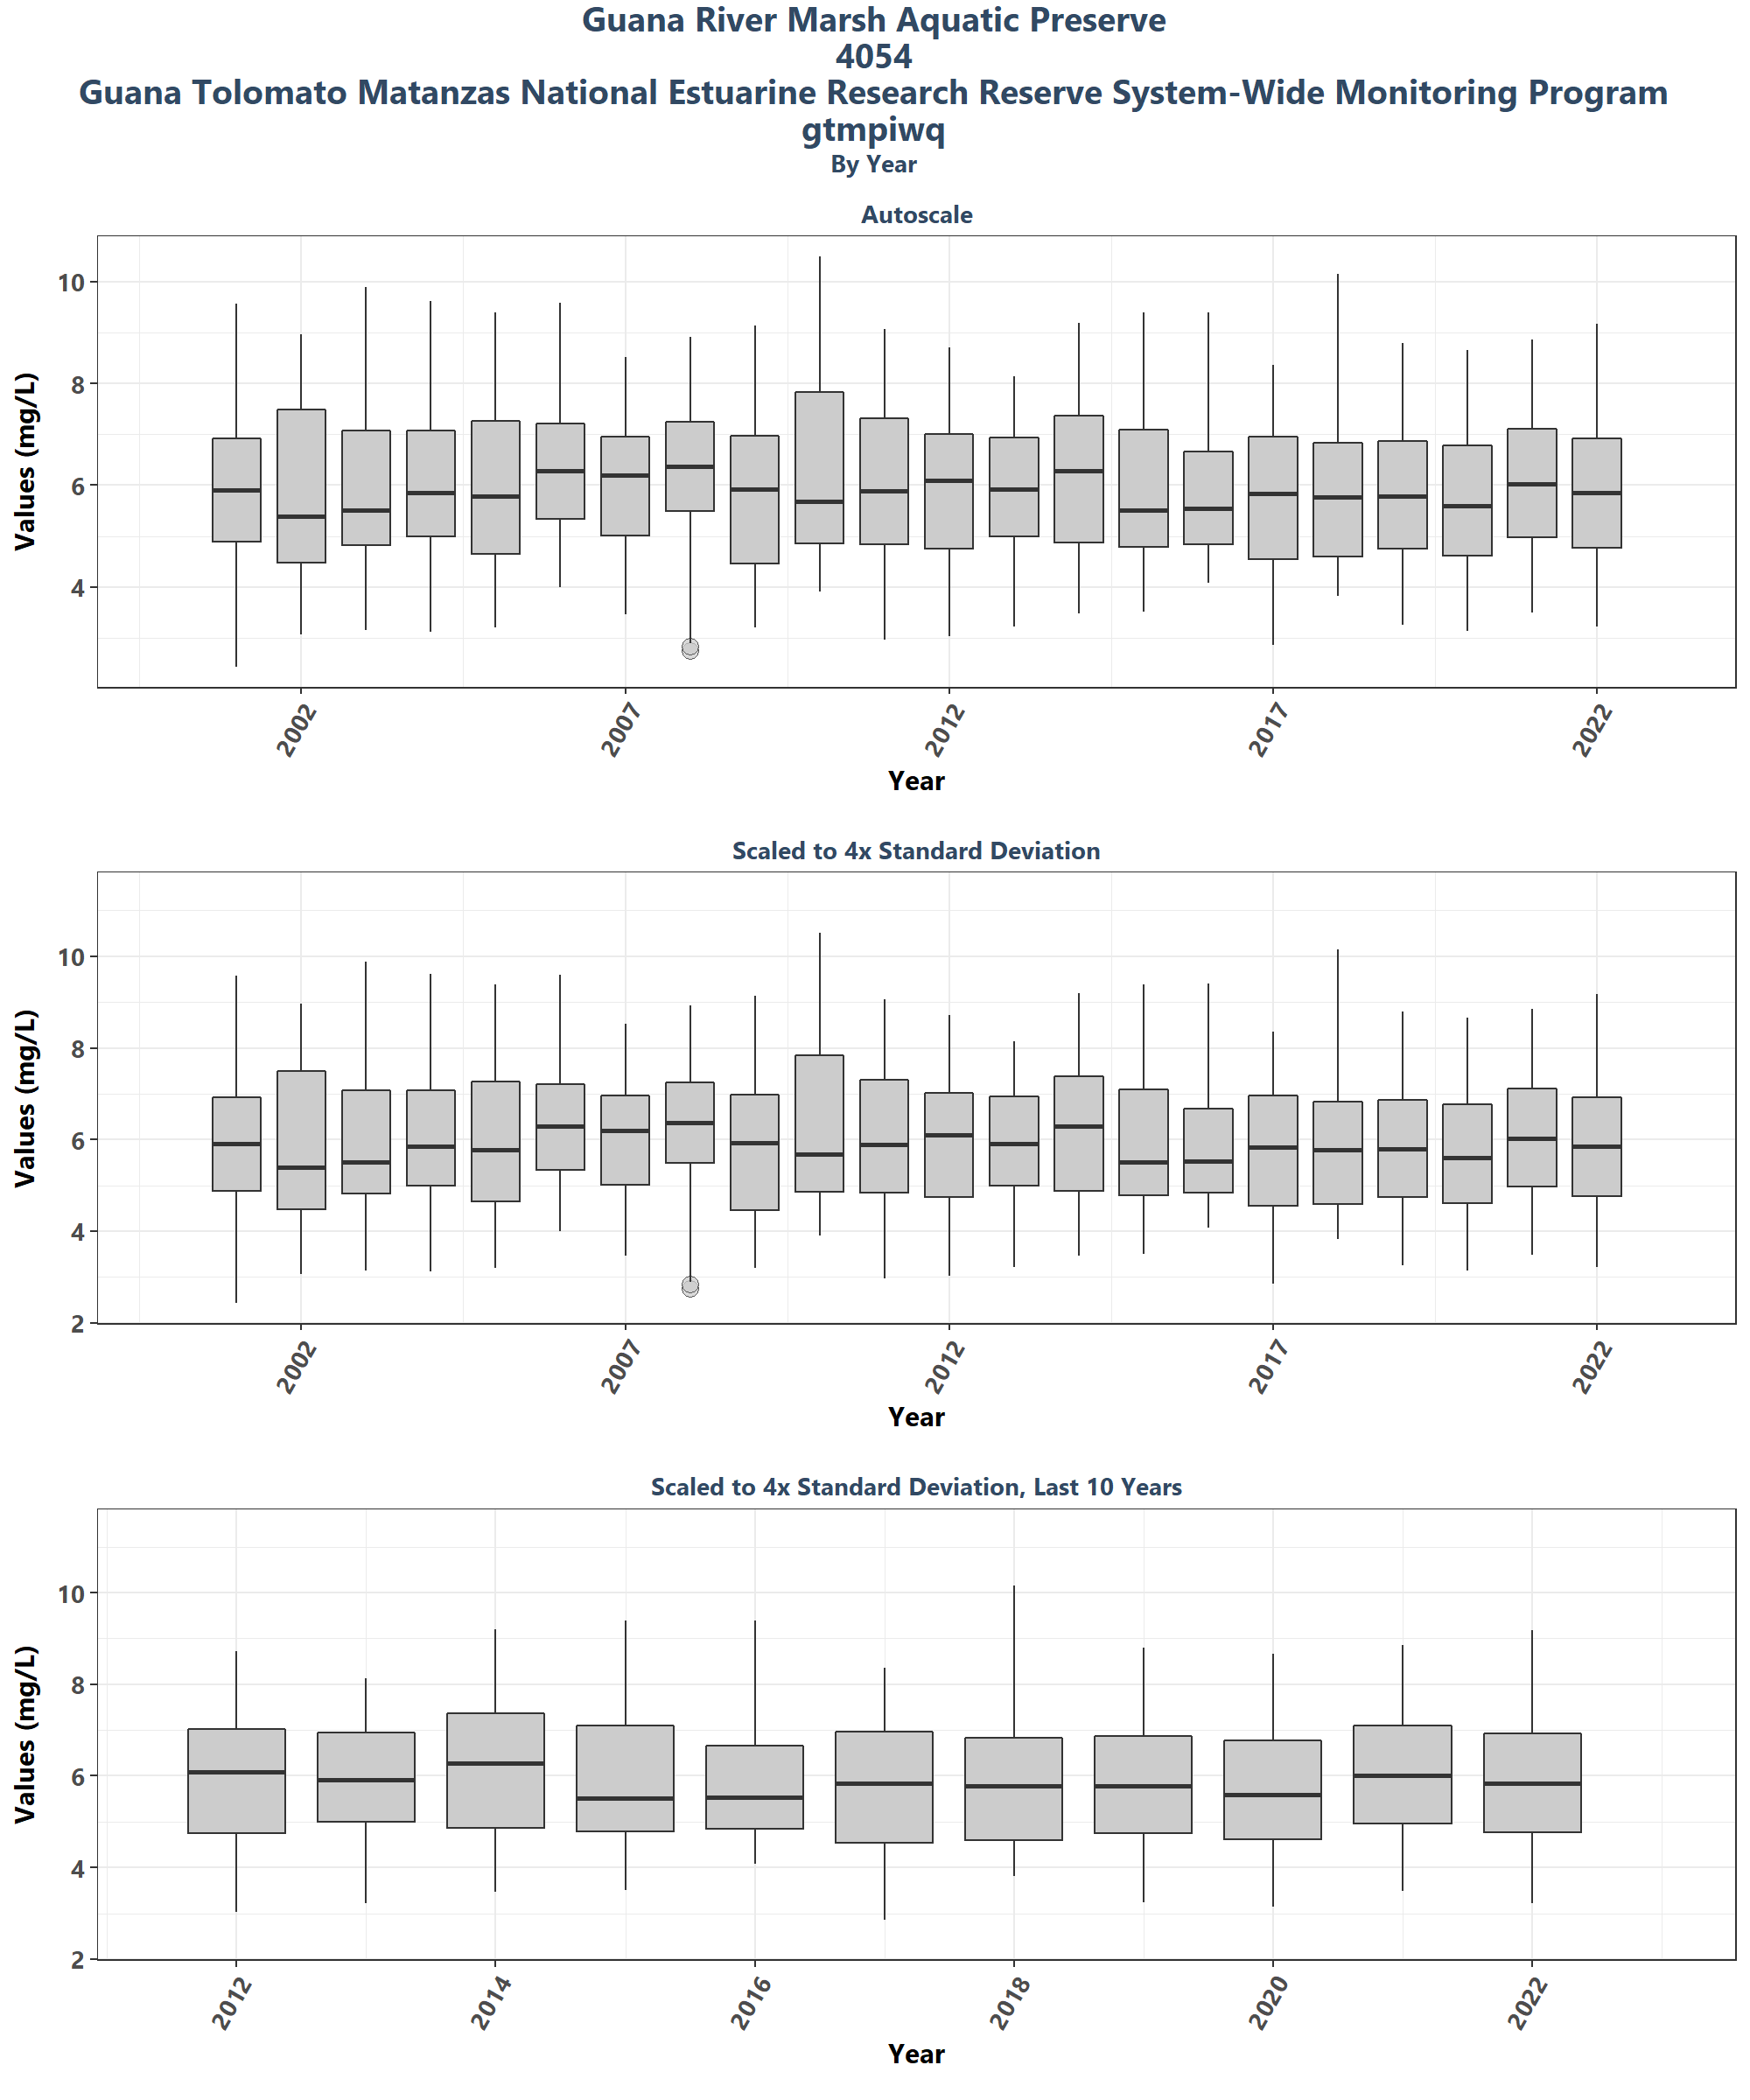 Guana River Marsh Aquatic Preserve
4054
Guana Tolomato Matanzas National Estuarine Research Reserve System-Wide Monitoring Program
gtmpiwq
By Year
Autoscale
Values (mg/L)
10
8
6
4
2002 2007 2012 2017 2022
Year
Scaled to 4x Standard Deviation
Values (mg/L)
10
8
6
4
2
2002 2007 2012 2017 2022
Year
Scaled to 4x Standard Deviation, Last 10 Years
Values (mg/L)
10
8
6
4
2
2012 2014 2016 2018 2020 2022
Year